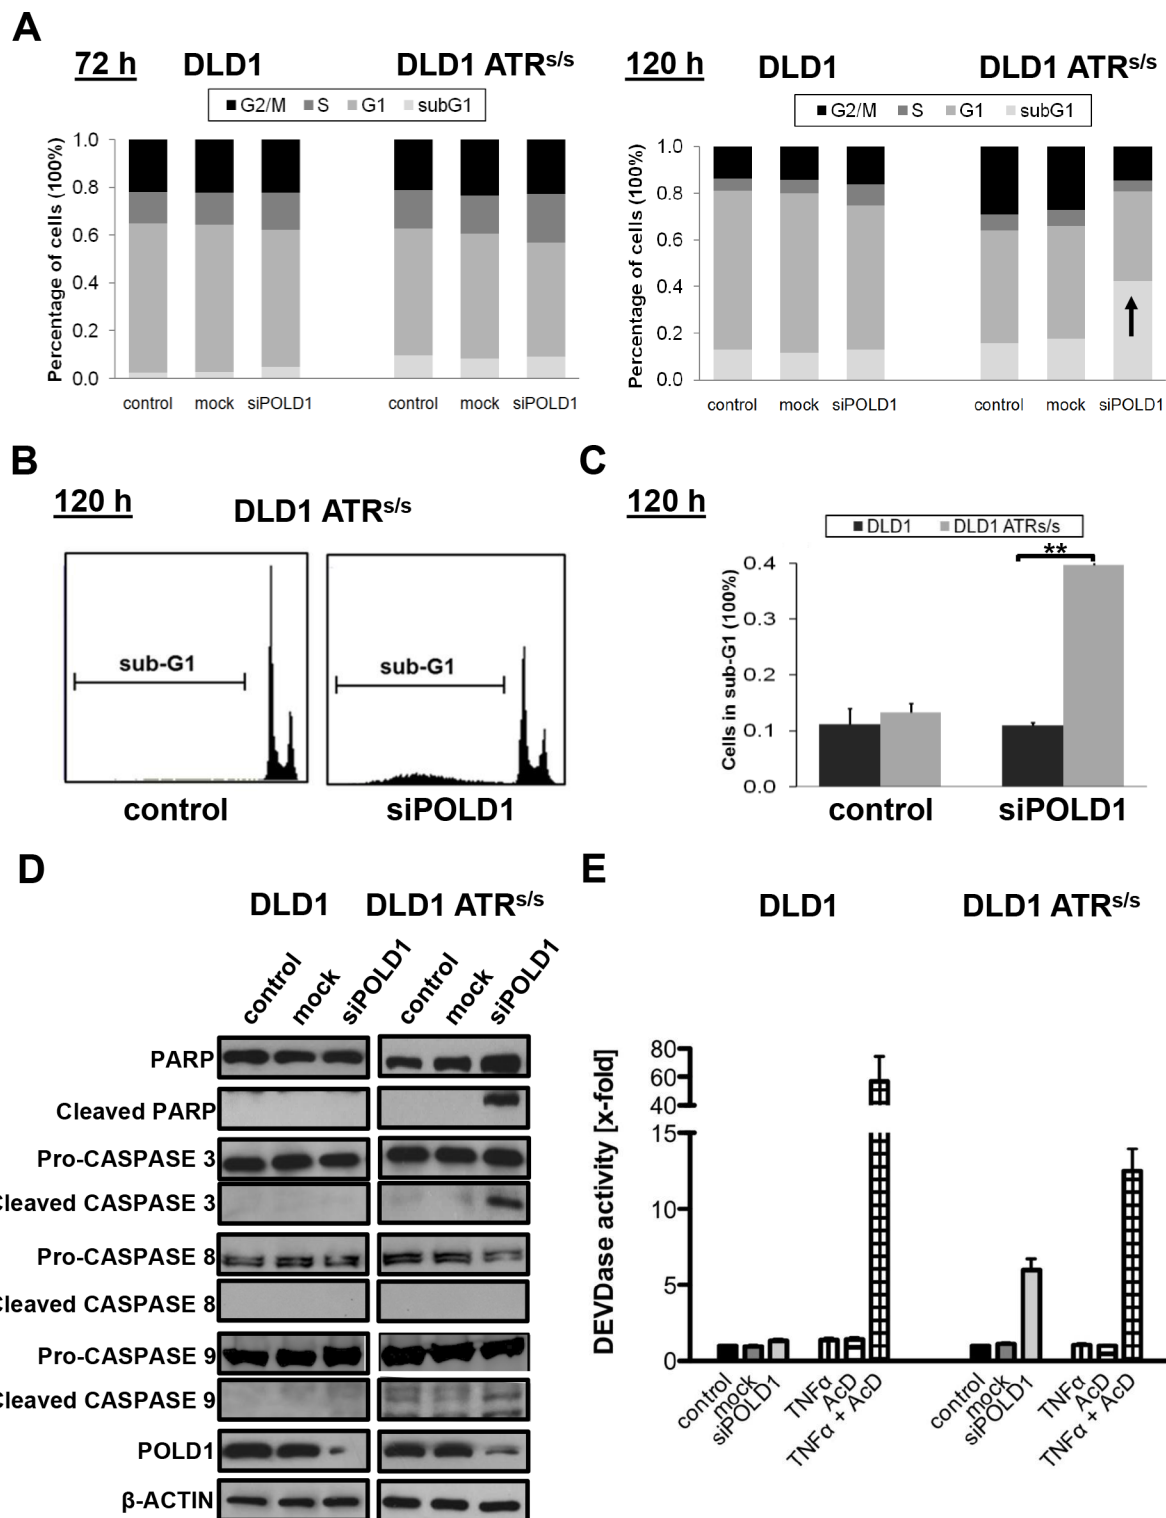 A
72 h DLD1 DLD1 ATRs/s
G2/M S G1 subG1
Percentage of cells (100%)
1.0
0.8
0.6
0.4
0.2
0.0
control mock siPOLD1 control mock siPOLD1
120 h DLD1 DLD1 ATRs/s
G2/M S G1 subG1
Percentage of cells (100%)
1.0
0.8
0.6
0.4
0.2
0.0
control mock siPOLD1 control mock siPOLD1
B
120 h DLD1 ATRs/s
sub-G1 sub-G1
control siPOLD1
C
120 h
DLD1 DLD1 ATRs/s
Cells in sub-G1 (100%)
0.4
0.3
0.2
0.1
0.0
**
control siPOLD1
D
DLD1 DLD1 ATRs/s
control mock siPOLD1 control mock siPOLD1
PARP
Cleaved PARP
Pro-CASPASE 3
Cleaved CASPASE 3
Pro-CASPASE 8
Cleaved CASPASE 8
Pro-CASPASE 9
Cleaved CASPASE 9
POLD1
β-ACTIN
E
DLD1 DLD1 ATRs/s
DEVDase activity [x-fold]
80
60
40
15
10
5
0
control mock siPOLD1 TNFα AcD TNFα + AcD control mock siPOLD1 TNFα AcD TNFα + AcD